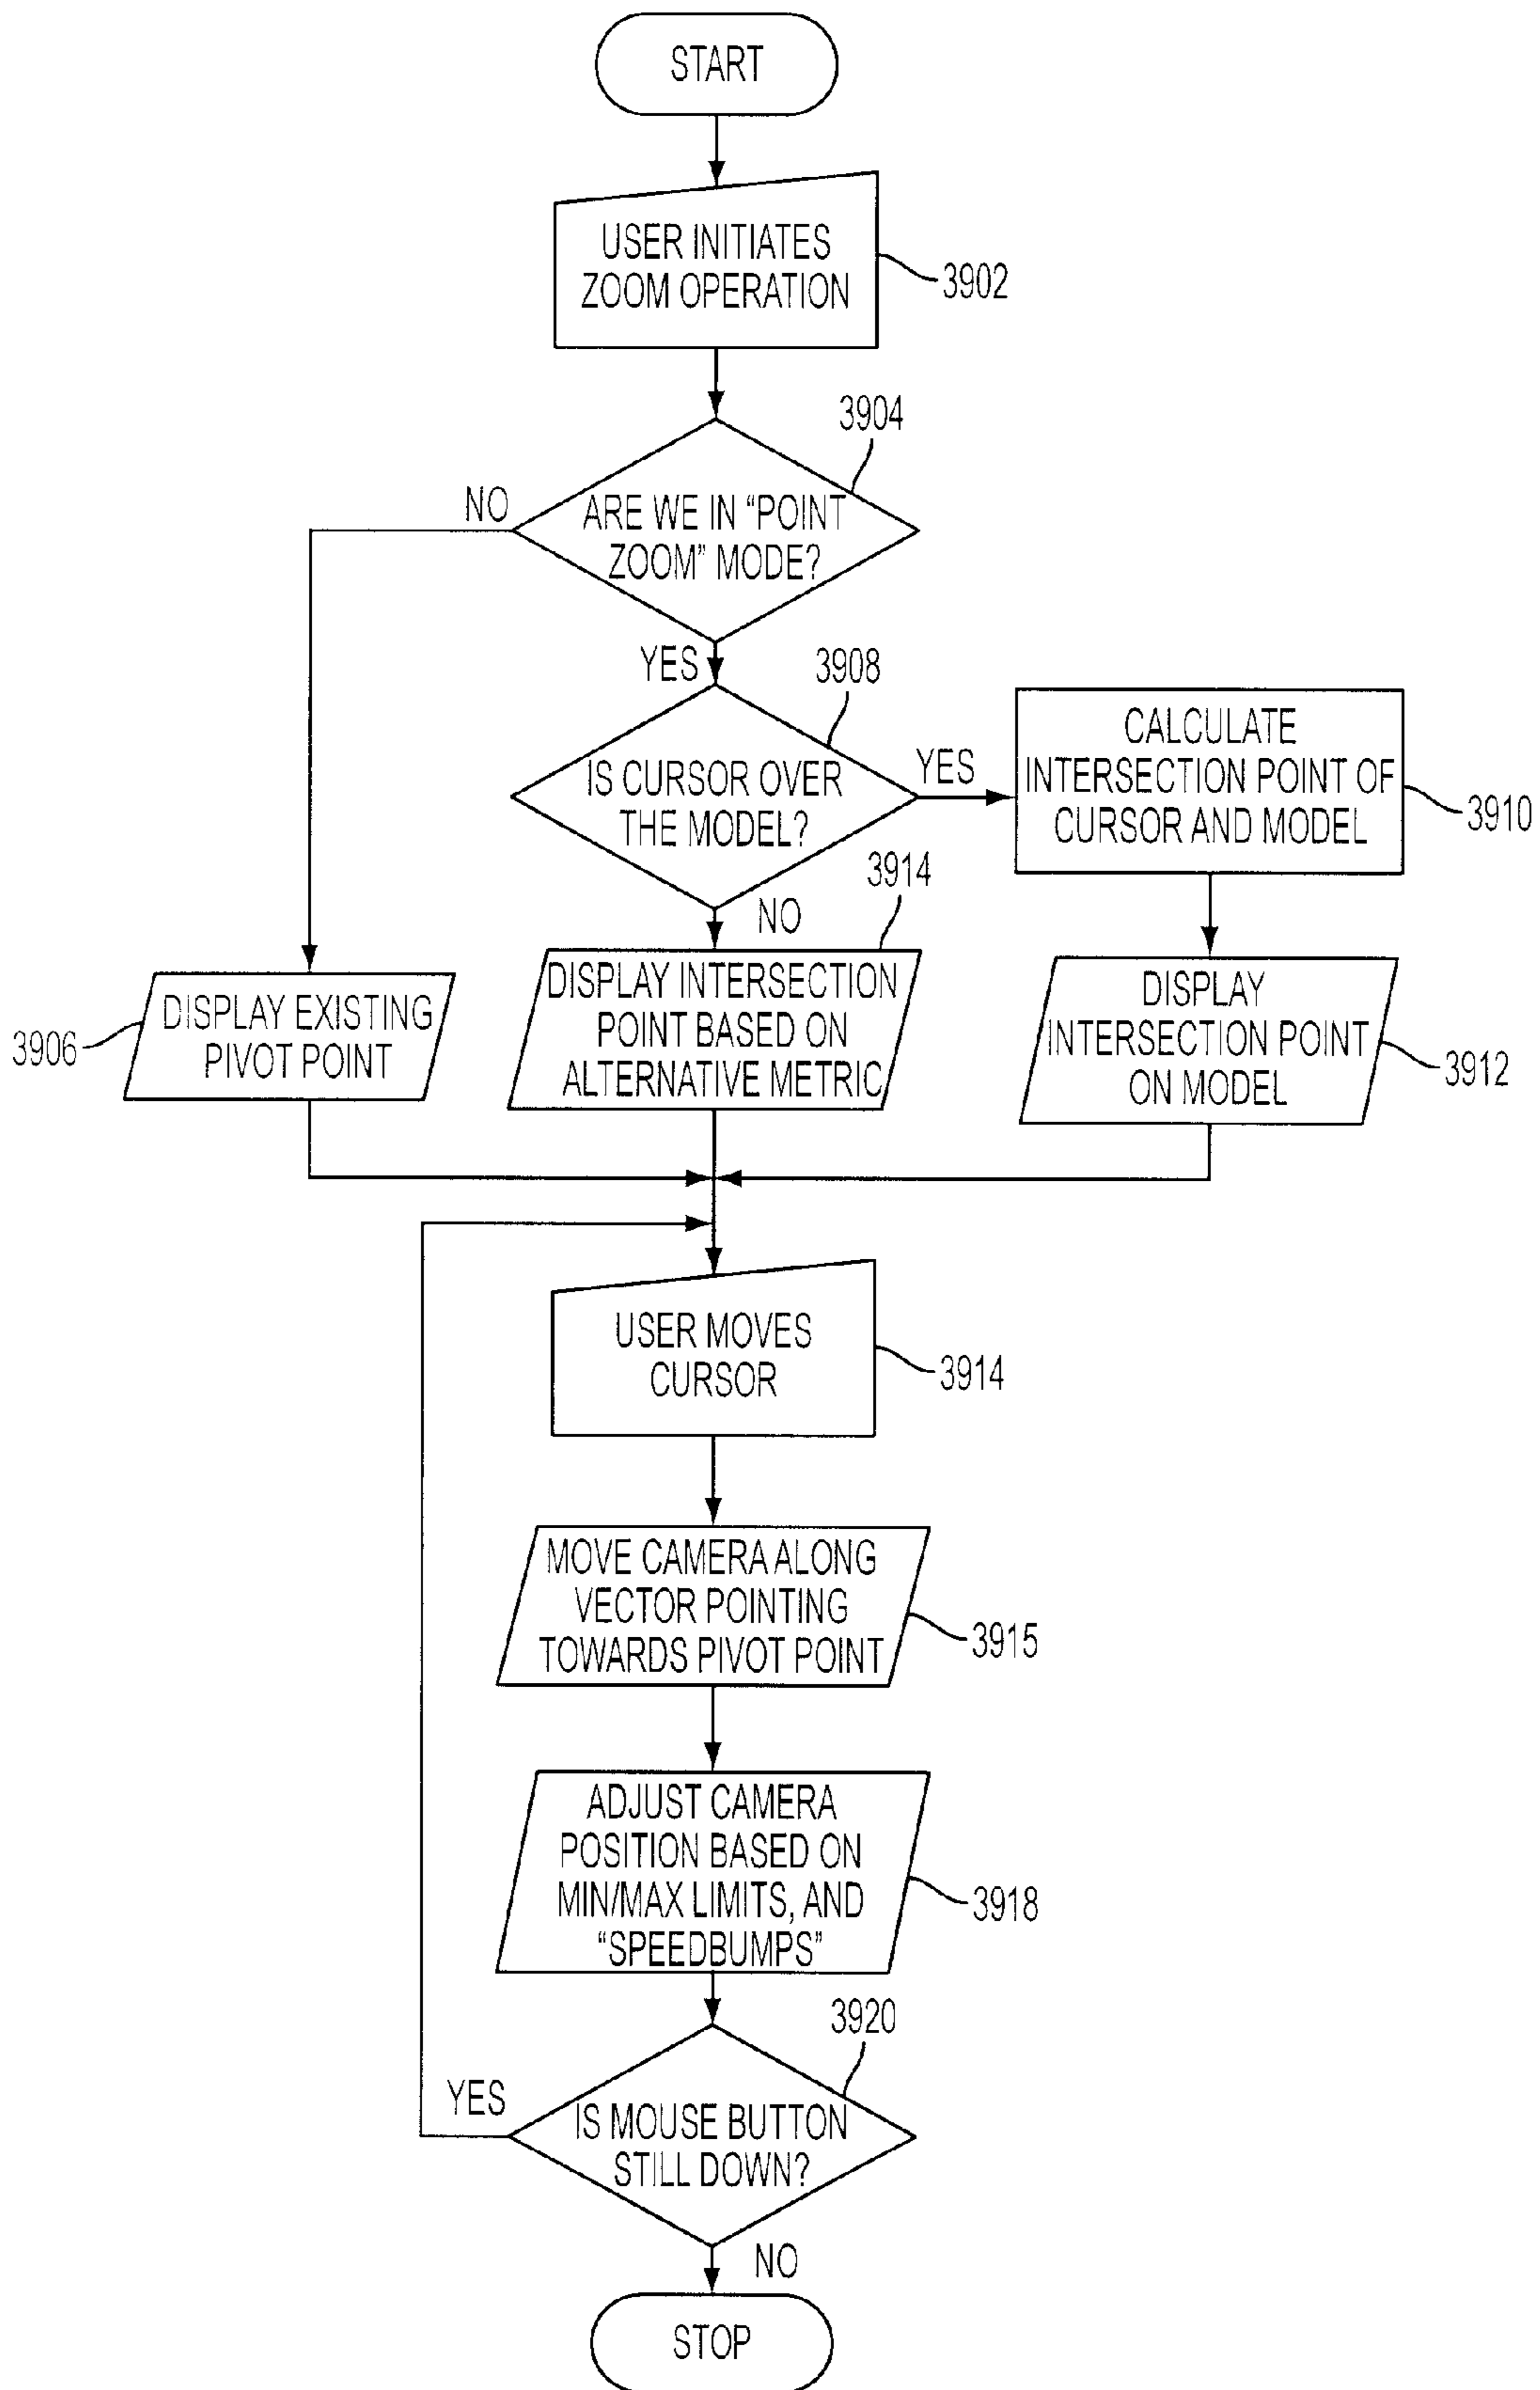 START
USER INITIATES
ZOOM OPERATION
3902
3904
ARE WE IN “POINT
ZOOM” MODE?
NO
YES
3908
IS CURSOR OVER
THE MODEL?
YES
CALCULATE
INTERSECTION POINT OF
CURSOR AND MODEL
3910
NO
3914
DISPLAY EXISTING
PIVOT POINT
3906
DISPLAY INTERSECTION
POINT BASED ON
ALTERNATIVE METRIC
DISPLAY
INTERSECTION POINT
ON MODEL
3912
USER MOVES
CURSOR
3914
MOVE CAMERA ALONG
VECTOR POINTING
TOWARDS PIVOT POINT
3915
ADJUST CAMERA
POSITION BASED ON
MIN/MAX LIMITS, AND
“SPEEDBUMPS”
3918
3920
YES
IS MOUSE BUTTON
STILL DOWN?
NO
STOP